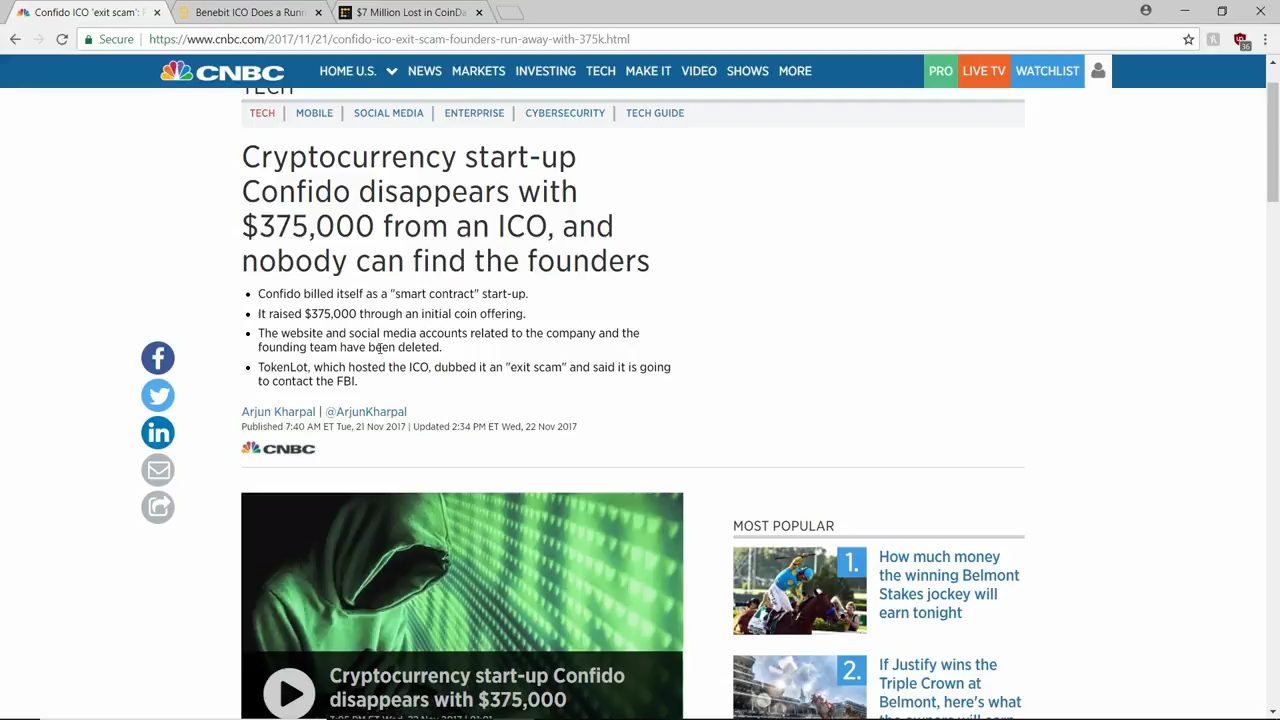 Confido ICO 'exit scam':
Benebit ICO Does a Runn
$7 Million Lost in CoinDa
Secure
https://www.cnbc.com/2017/11/21/confido-ico-exit-scam-founders-run-away-with-375k.html
36
CNBC
HOME U.S.
NEWS
MARKETS
INVESTING
TECH
MAKE IT
VIDEO
SHOWS
MORE
PRO
LIVE TV
WATCHLIST
TECH
TECH | MOBILE | SOCIAL MEDIA | ENTERPRISE | CYBERSECURITY | TECH GUIDE
Cryptocurrency start-up
Confido disappears with
$375,000 from an ICO, and
nobody can find the founders
• Confido billed itself as a "smart contract" start-up.
• It raised $375,000 through an initial coin offering.
• The website and social media accounts related to the company and the
founding team have been deleted.
• TokenLot, which hosted the ICO, dubbed it an "exit scam" and said it is going
to contact the FBI.
Arjun Kharpal | @ArjunKharpal
Published 7:40 AM ET Tue, 21 Nov 2017 | Updated 2:34 PM ET Wed, 22 Nov 2017
CNBC
Cryptocurrency start-up Confido
disappears with $375,000
MOST POPULAR
1.
How much money
the winning Belmont
Stakes jockey will
earn tonight
2.
If Justify wins the
Triple Crown at
Belmont, here's what